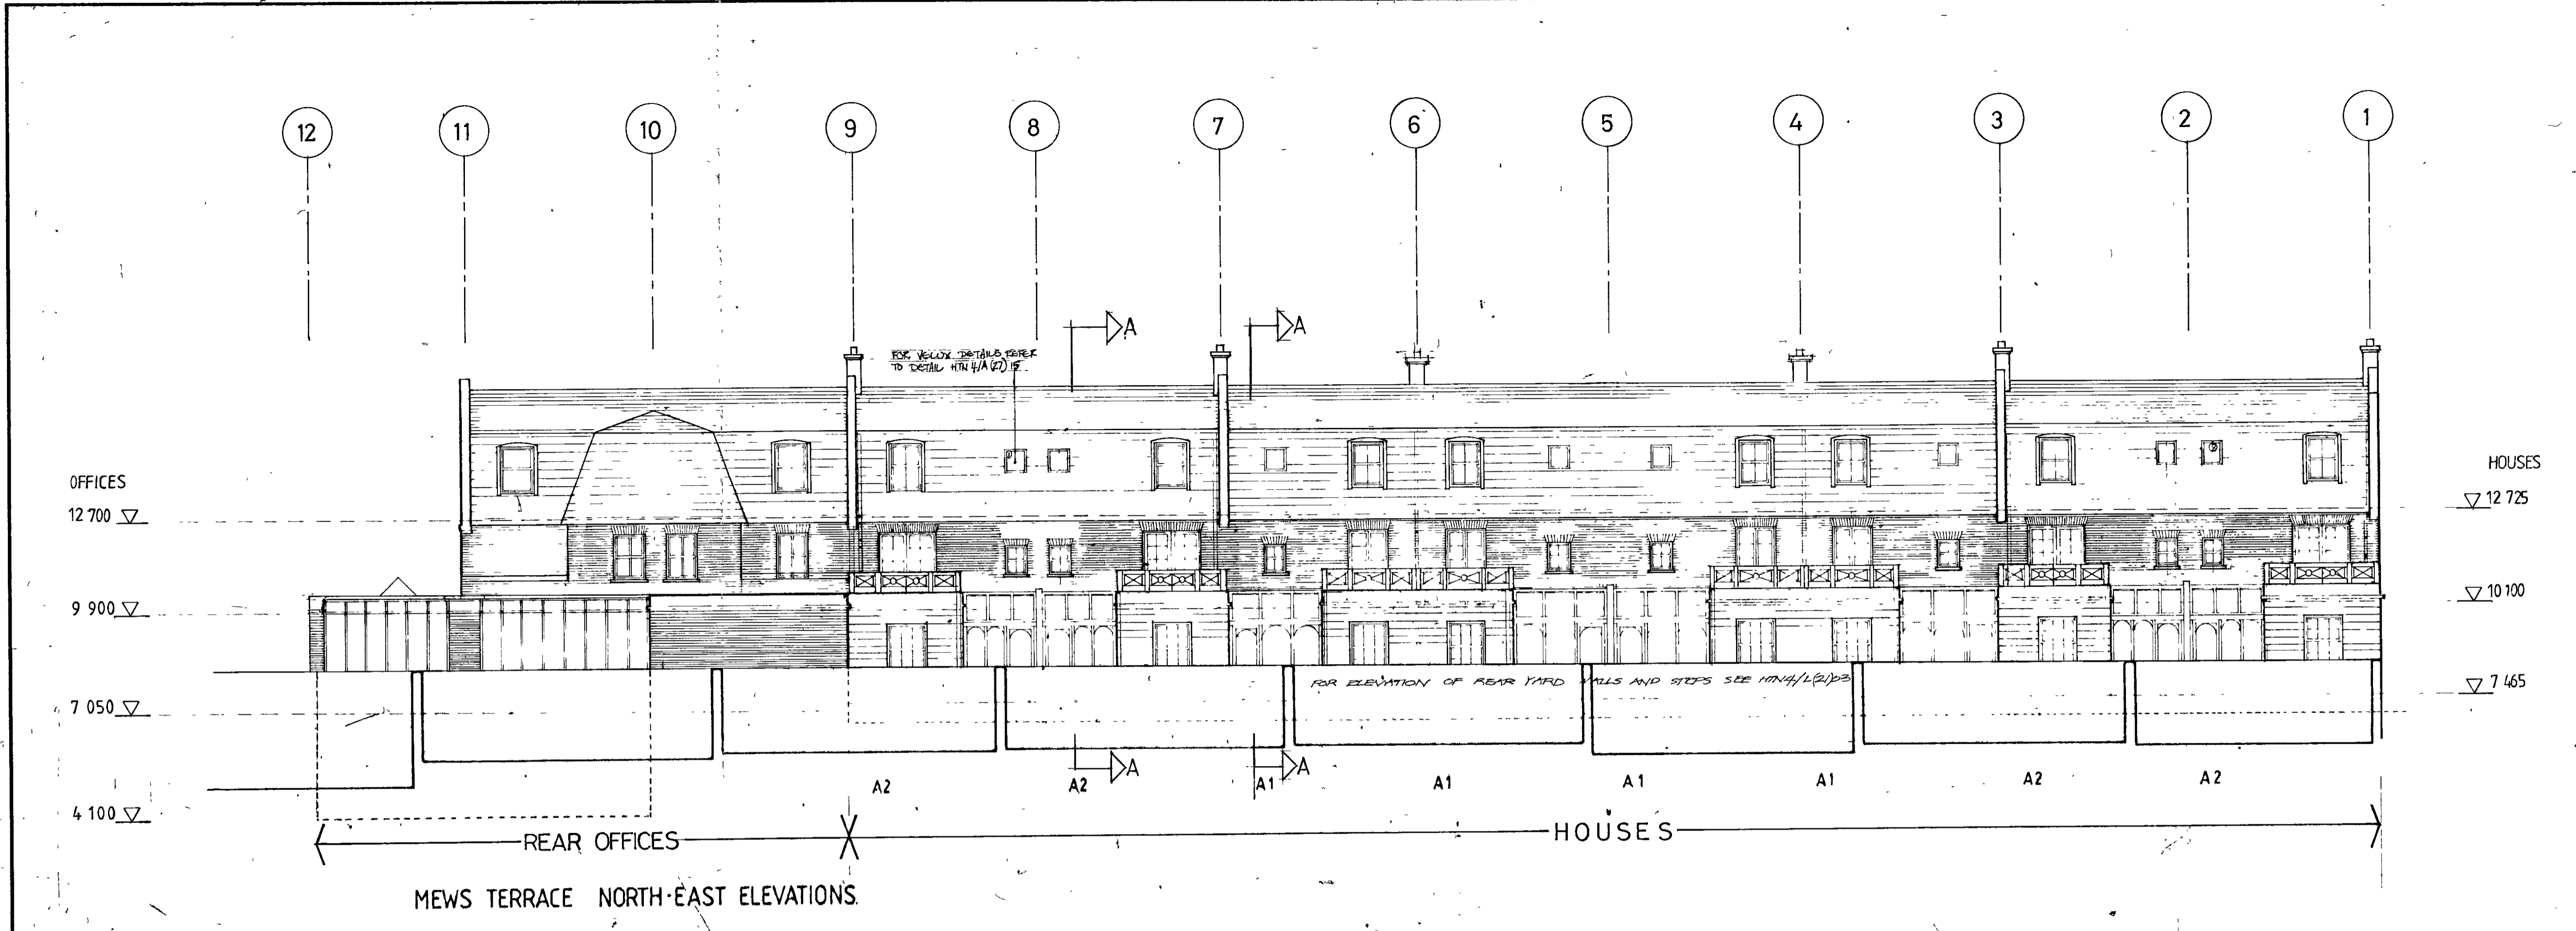 12 11 10 9 8 7 6 5 4 3 2 1
A A
FOR VELUX DETAILS REFER
TO DETAIL HTN 4/A (27) 15
OFFICES
HOUSES
12 700
12 725
9 900
10 100
FOR ELEVATION OF REAR YARD WALLS AND STEPS SEE HTN4/L(21)03
7 465
7 050
A A
A2 A2 A1 A1 A1 A1 A2 A2
4 100
REAR OFFICES
HOUSES
MEWS TERRACE NORTH·EAST ELEVATIONS.